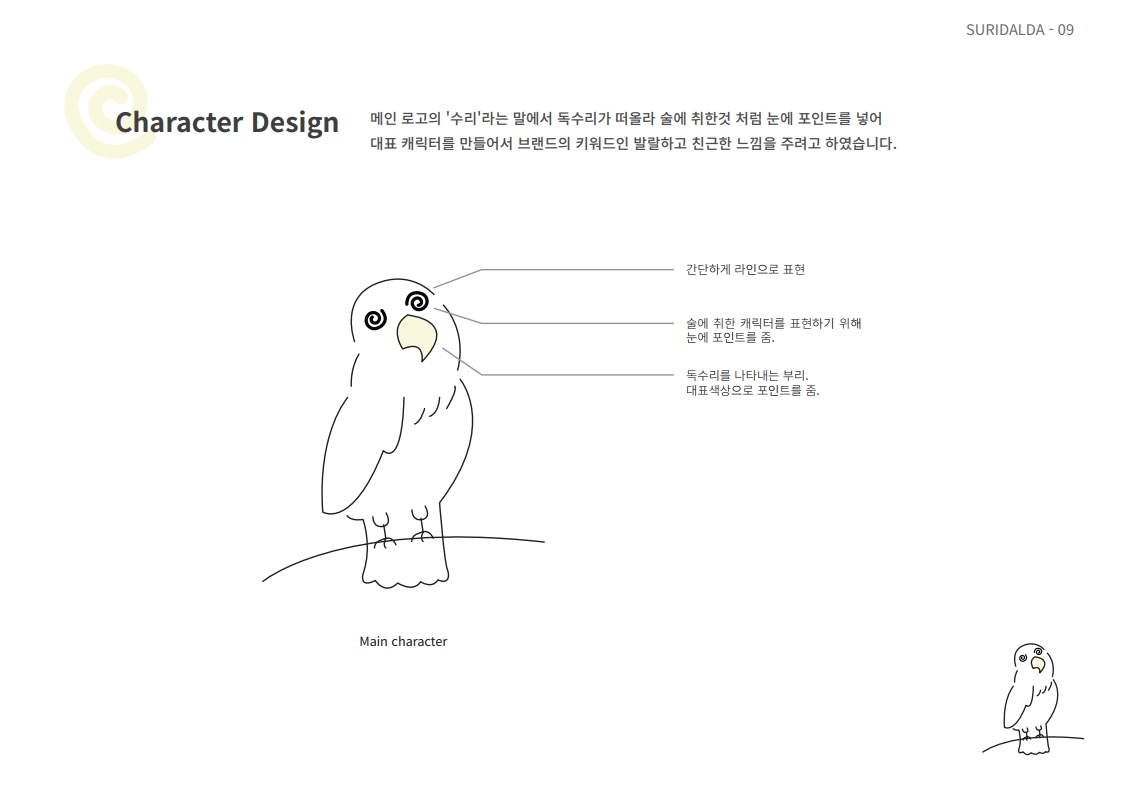 SURIDALDA - 09
Character Design
메인 로고의 '수리'라는 말에서 독수리가 떠올라 술에 취한것 처럼 눈에 포인트를 넣어
대표 캐릭터를 만들어서 브랜드의 키워드인 발랄하고 친근한 느낌을 주려고 하였습니다.
간단하게 라인으로 표현
술에 취한 캐릭터를 표현하기 위해
눈에 포인트를 줌.
독수리를 나타내는 부리.
대표색상으로 포인트를 줌.
Main character